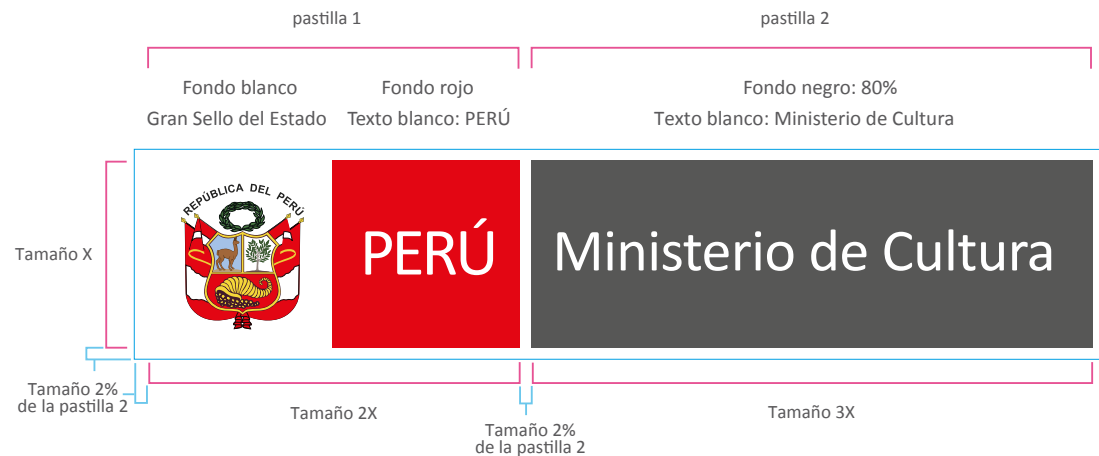 pastilla 1
pastilla 2
Fondo blanco
Gran Sello del Estado
Fondo rojo
Texto blanco: PERÚ
Fondo negro: 80%
Texto blanco: Ministerio de Cultura
Tamaño X
REPÚBLICA DEL PERÚ
PERÚ
Ministerio de Cultura
Tamaño 2%
de la pastilla 2
Tamaño 2X
Tamaño 2%
de la pastilla 2
Tamaño 3X